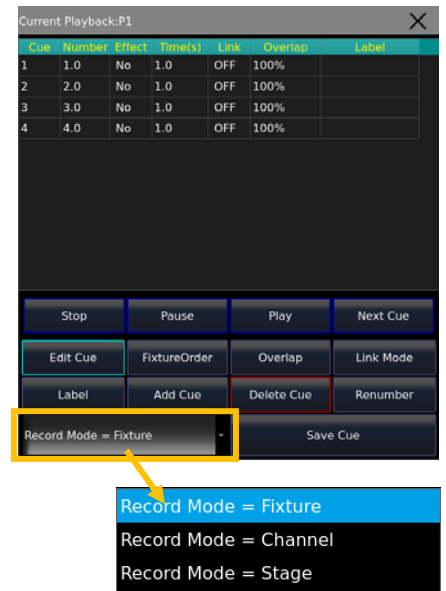 Current Playback:P1
Cue Number Effect Time(s) Link Overlap Label
1 1.0 No 1.0 OFF 100%
2 2.0 No 1.0 OFF 100%
3 3.0 No 1.0 OFF 100%
4 4.0 No 1.0 OFF 100%
Stop Pause Play Next Cue
Edit Cue FixtureOrder Overlap Link Mode
Label Add Cue Delete Cue Renumber
Record Mode = Fixture Save Cue
Record Mode = Fixture
Record Mode = Channel
Record Mode = Stage